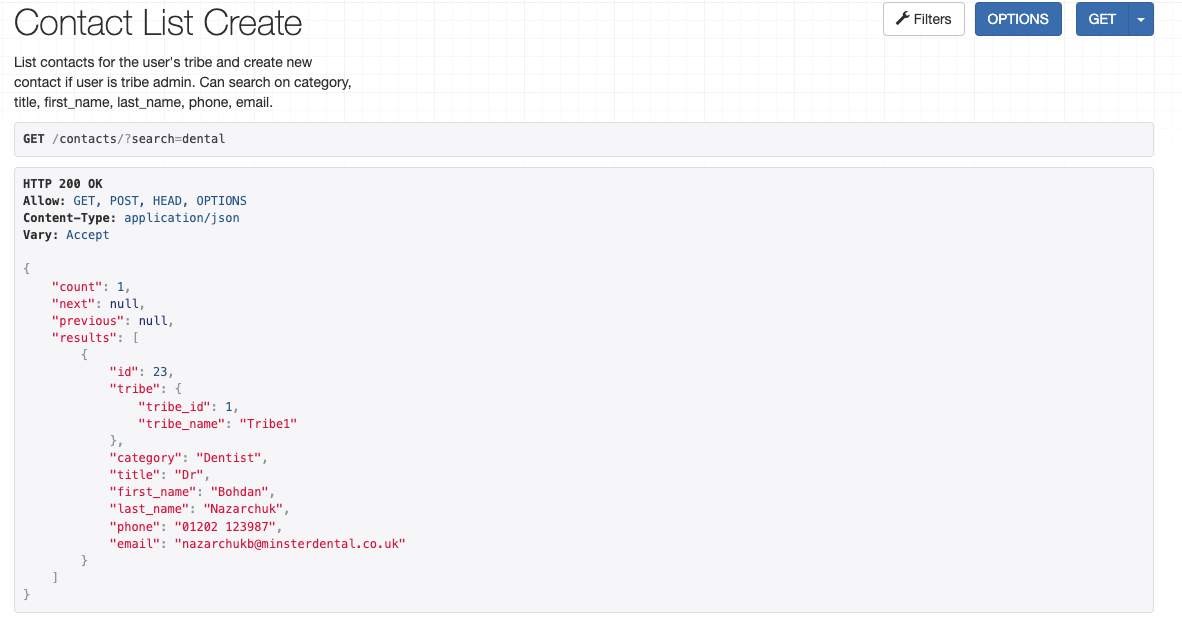 Contact List Create
Filters
OPTIONS
GET
List contacts for the user's tribe and create new
contact if user is tribe admin. Can search on category,
title, first_name, last_name, phone, email.
GET /contacts/?search=dental
HTTP 200 OK
Allow: GET, POST, HEAD, OPTIONS
Content-Type: application/json
Vary: Accept
{
    "count": 1,
    "next": null,
    "previous": null,
    "results": [
        {
            "id": 23,
            "tribe": {
                "tribe_id": 1,
                "tribe_name": "Tribe1"
            },
            "category": "Dentist",
            "title": "Dr",
            "first_name": "Bohdan",
            "last_name": "Nazarchuk",
            "phone": "01202 123987",
            "email": "nazarchukb@minsterdental.co.uk"
        }
    ]
}